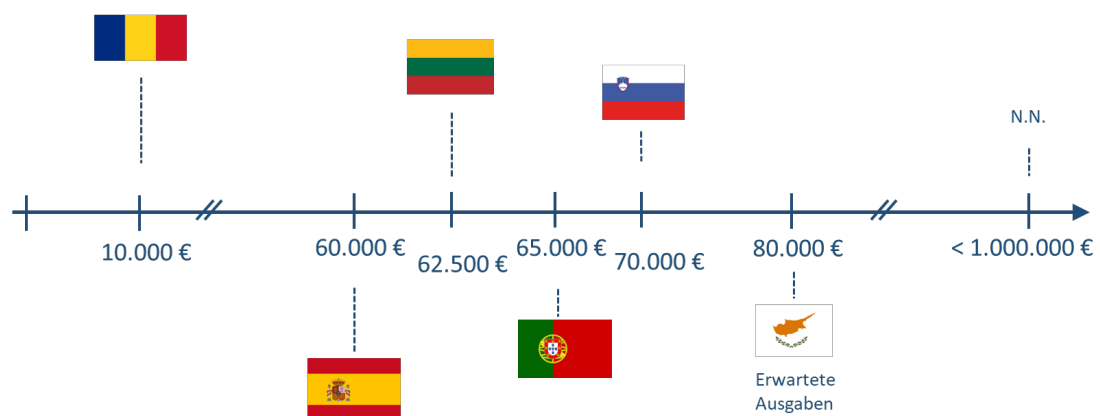 N.N.
10.000 €
60.000 €
62.500 €
65.000 €
70.000 €
80.000 €
< 1.000.000 €
Erwartete
Ausgaben